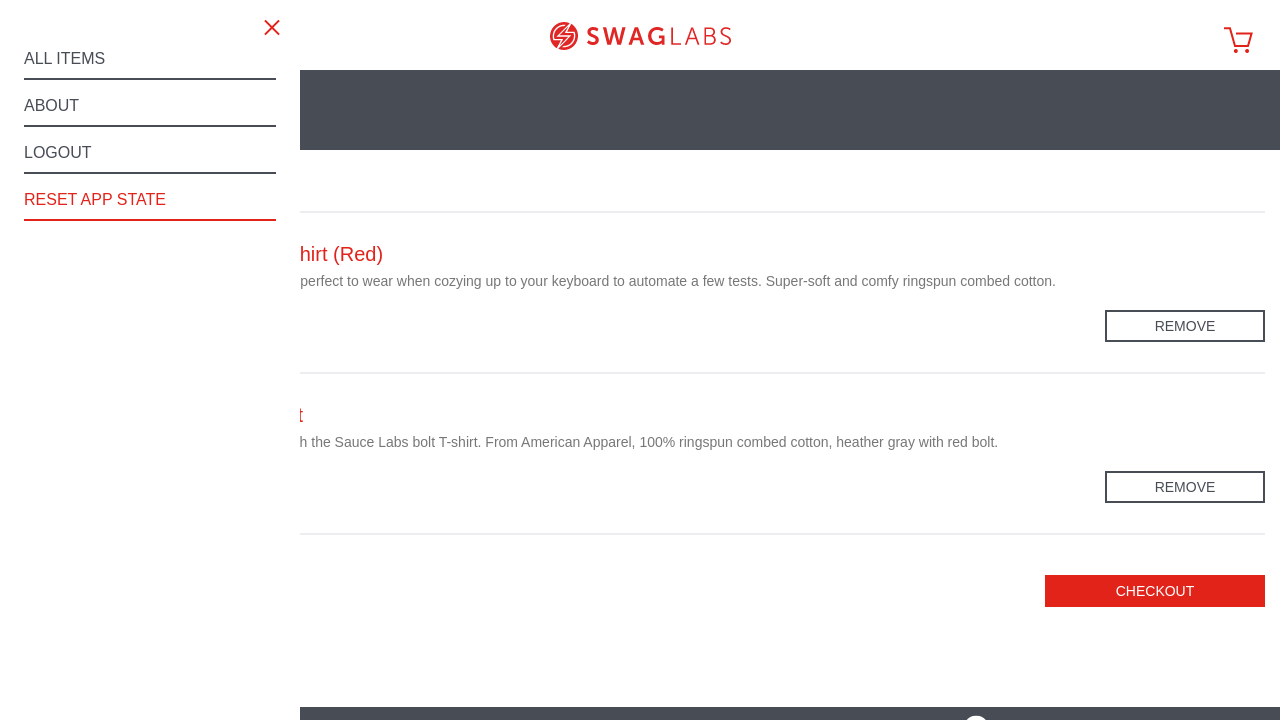 SWAGLABS
ALL ITEMS
ABOUT
LOGOUT
RESET APP STATE
hirt (Red)
perfect to wear when cozying up to your keyboard to automate a few tests. Super-soft and comfy ringspun combed cotton.
REMOVE
t
h the Sauce Labs bolt T-shirt. From American Apparel, 100% ringspun combed cotton, heather gray with red bolt.
REMOVE
CHECKOUT